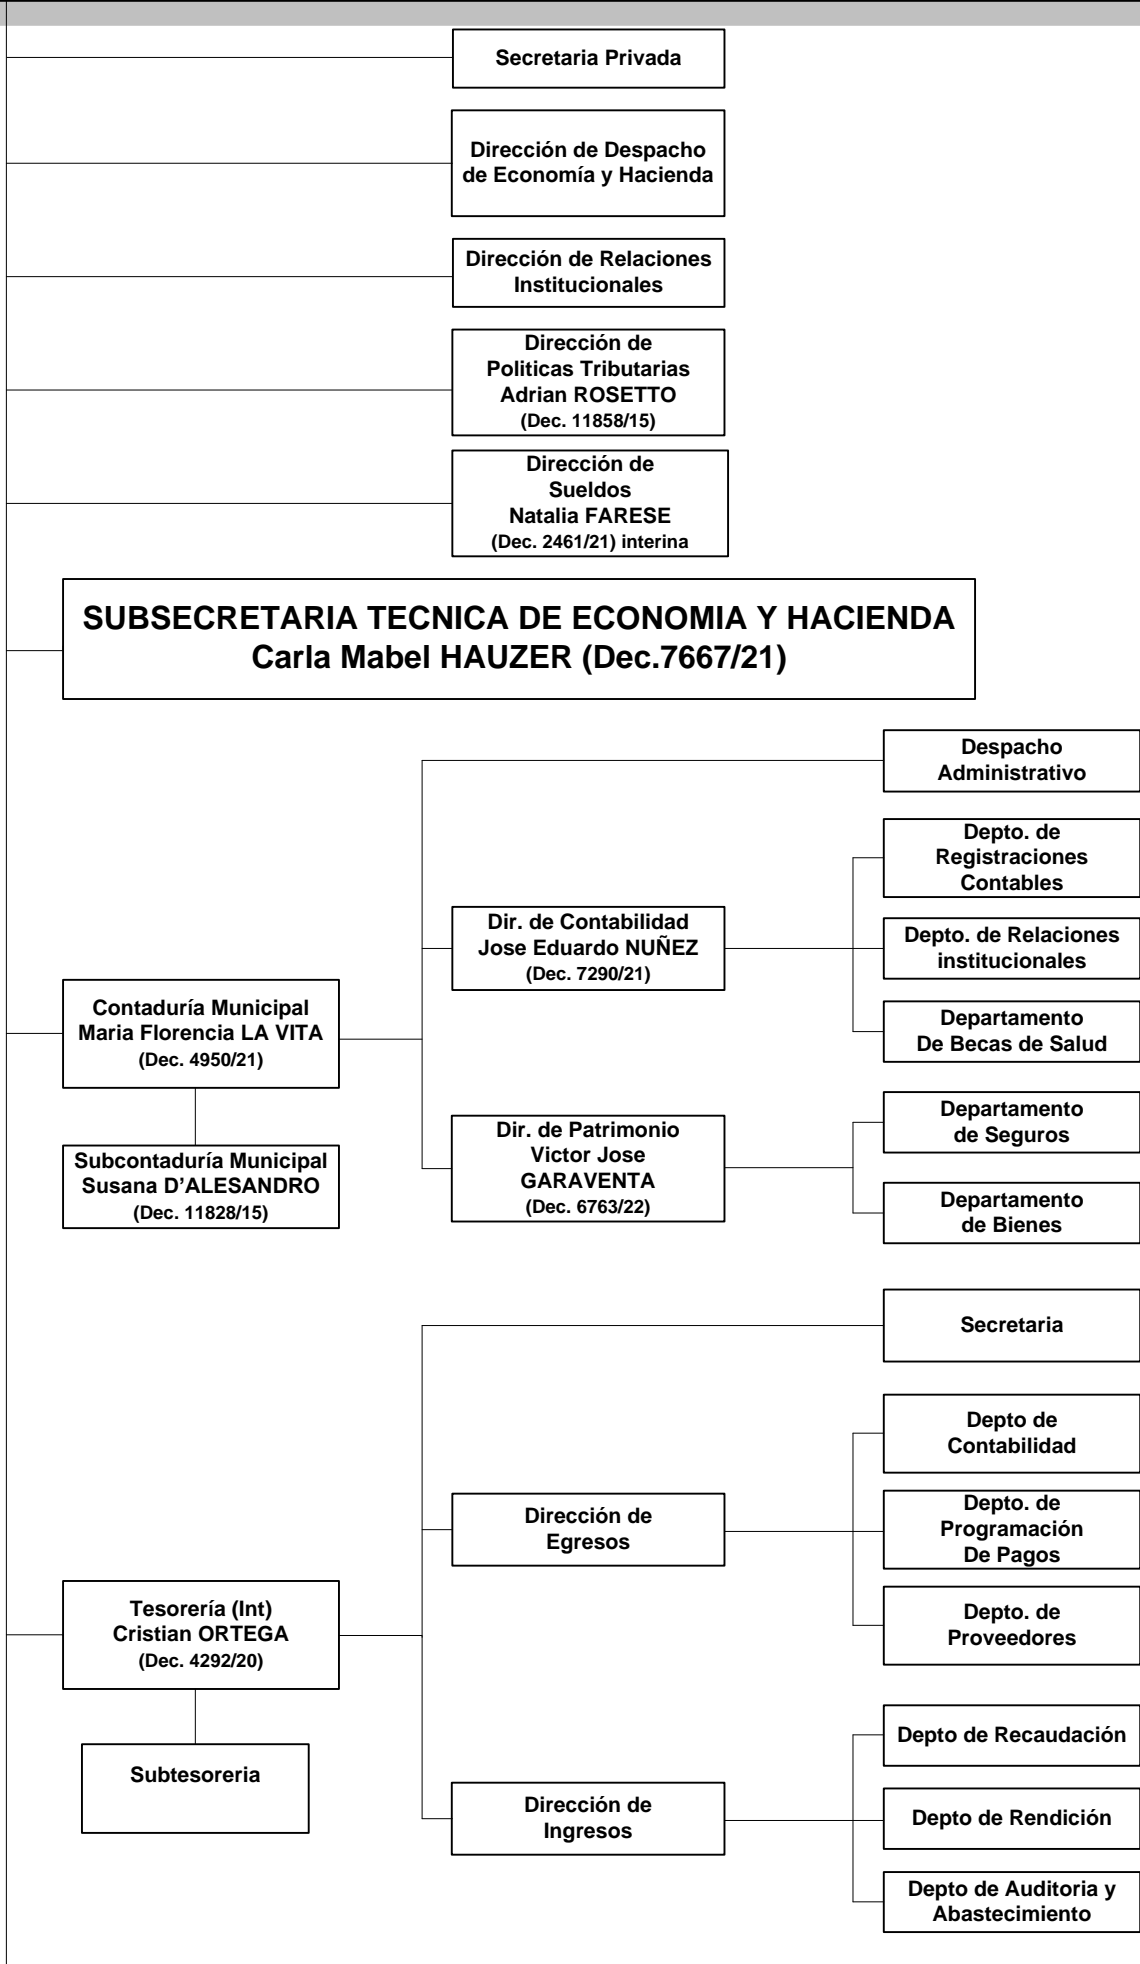 Secretaria Privada
Dirección de Despacho
de Economía y Hacienda
Dirección de Relaciones
Institucionales
Dirección de
Politicas Tributarias
Adrian ROSETTO
(Dec. 11858/15)
Dirección de
Sueldos
Natalia FARESE
(Dec. 2461/21) interina
SUBSECRETARIA TECNICA DE ECONOMIA Y HACIENDA
Carla Mabel HAUZER (Dec.7667/21)
Contaduría Municipal
Maria Florencia LA VITA
(Dec. 4950/21)
Subcontaduría Municipal
Susana D’ALESANDRO
(Dec. 11828/15)
Despacho
Administrativo
Dir. de Contabilidad
Jose Eduardo NUÑEZ
(Dec. 7290/21)
Depto. de
Registraciones
Contables
Depto. de Relaciones
institucionales
Departamento
De Becas de Salud
Dir. de Patrimonio
Victor Jose
GARAVENTA
(Dec. 6763/22)
Departamento
de Seguros
Departamento
de Bienes
Tesorería (Int)
Cristian ORTEGA
(Dec. 4292/20)
Subtesoreria
Secretaria
Dirección de
Egresos
Depto de
Contabilidad
Depto. de
Programación
De Pagos
Depto. de
Proveedores
Dirección de
Ingresos
Depto de Recaudación
Depto de Rendición
Depto de Auditoria y
Abastecimiento